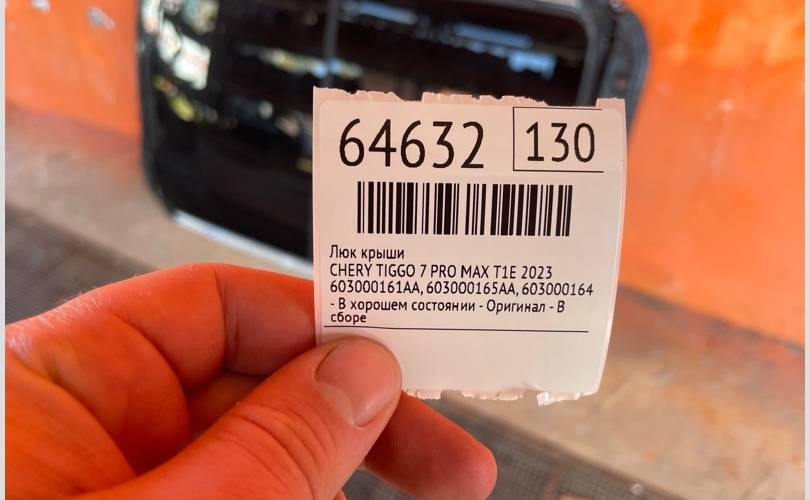 64632 130
Люк крыши
CHERY TIGGO 7 PRO MAX T1E 2023
603000161AA, 603000165AA, 603000164
- В хорошем состоянии - Оригинал - В
сборе